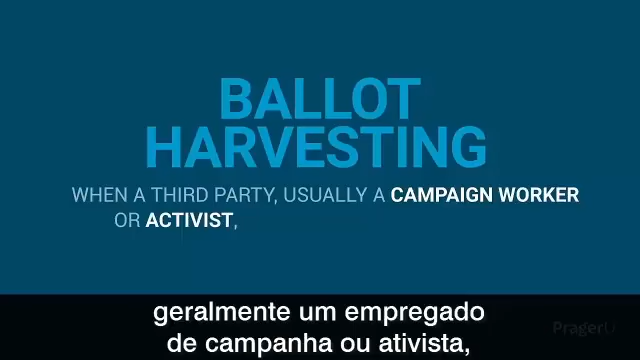 BALLOT
HARVESTING
WHEN A THIRD PARTY, USUALLY A CAMPAIGN WORKER
OR ACTIVIST,
geralmente um empregado
de campanha ou ativista,
PragerU